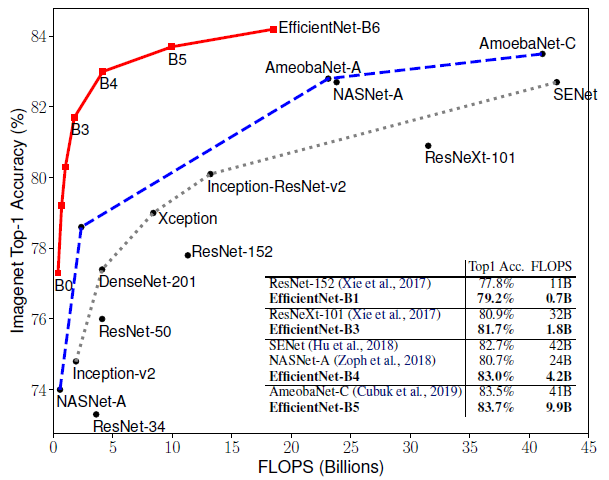 84
82
80
78
76
74
Imagenet Top-1 Accuracy (%)
EfficientNet-B6
B5
B4
B3
B0
AmoebaNet-C
AmeobaNet-A
NASNet-A
SENet
ResNeXt-101
Inception-ResNet-v2
Xception
ResNet-152
DenseNet-201
ResNet-50
Inception-v2
NASNet-A
ResNet-34
Top1 Acc. FLOPS
ResNet-152 (Xie et al., 2017) 77.8% 11B
EfficientNet-B1 79.2% 0.7B
ResNeXt-101 (Xie et al., 2017) 80.9% 32B
EfficientNet-B3 81.7% 1.8B
SENet (Hu et al., 2018) 82.7% 42B
NASNet-A (Zoph et al., 2018) 80.7% 24B
EfficientNet-B4 83.0% 4.2B
AmeobaNet-C (Cubuk et al., 2019) 83.5% 41B
EfficientNet-B5 83.7% 9.9B
0 5 10 15 20 25 30 35 40 45
FLOPS (Billions)